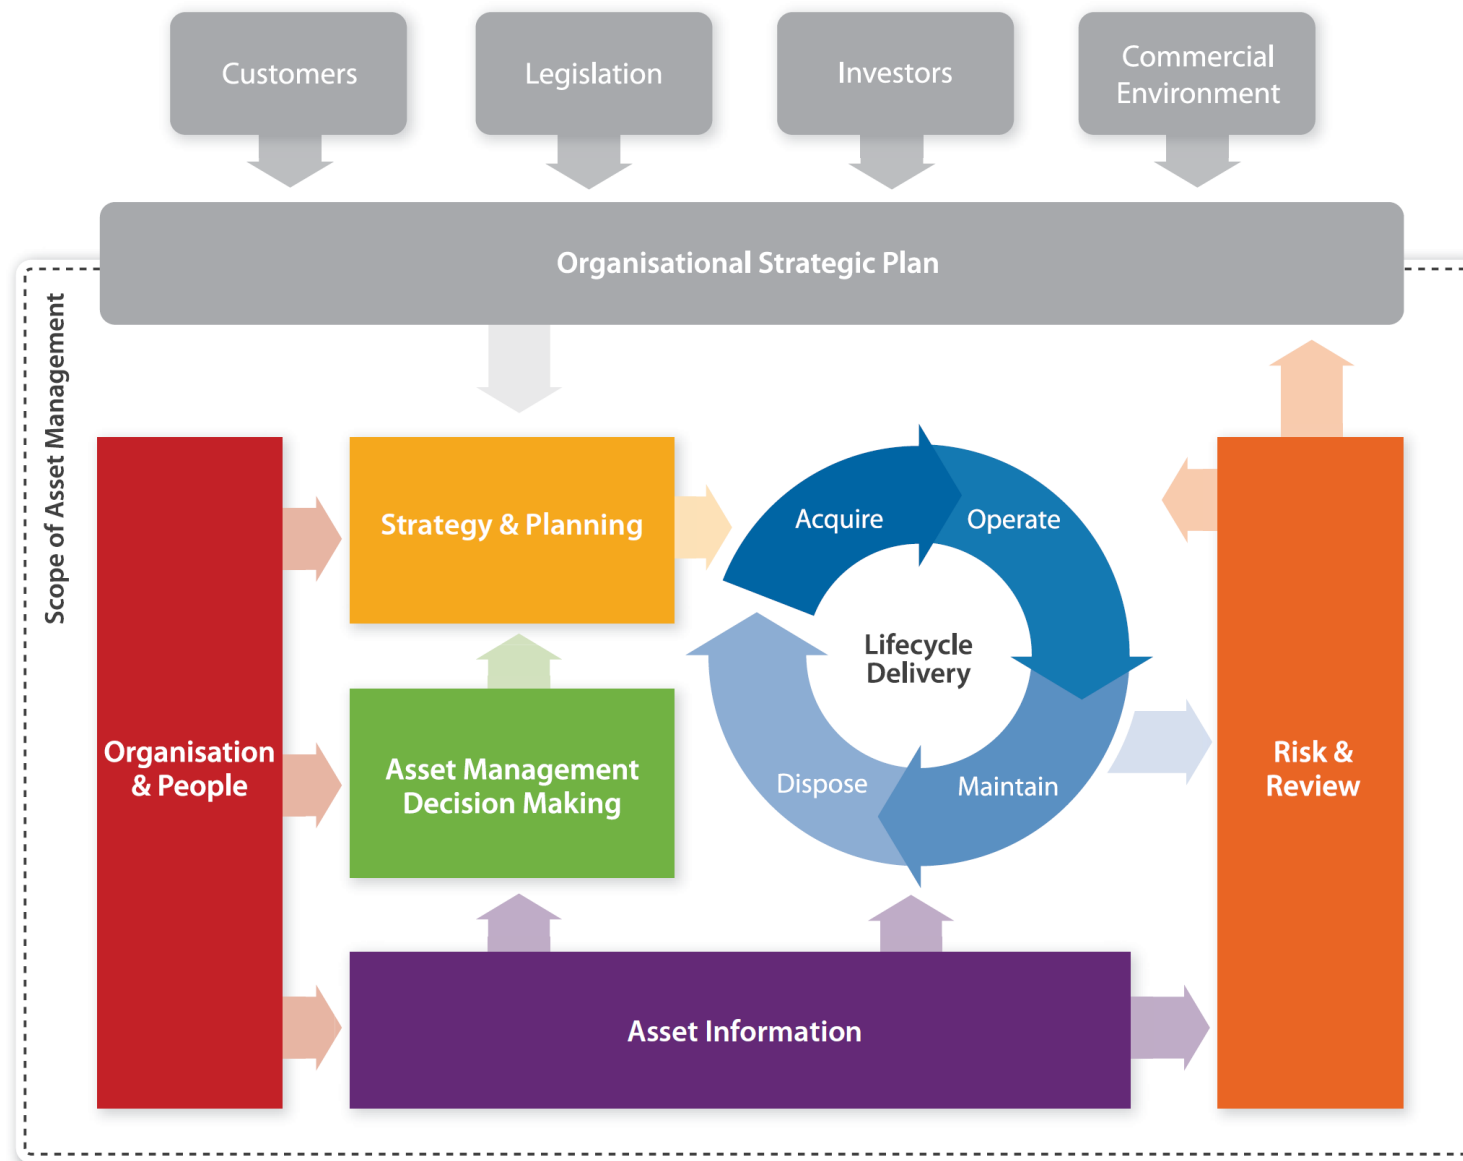 Customers
Legislation
Investors
Commercial
Environment
Organisational Strategic Plan
Scope of Asset Management
Organisation
& People
Strategy & Planning
Asset Management
Decision Making
Acquire
Operate
Lifecycle
Delivery
Dispose
Maintain
Risk &
Review
Asset Information